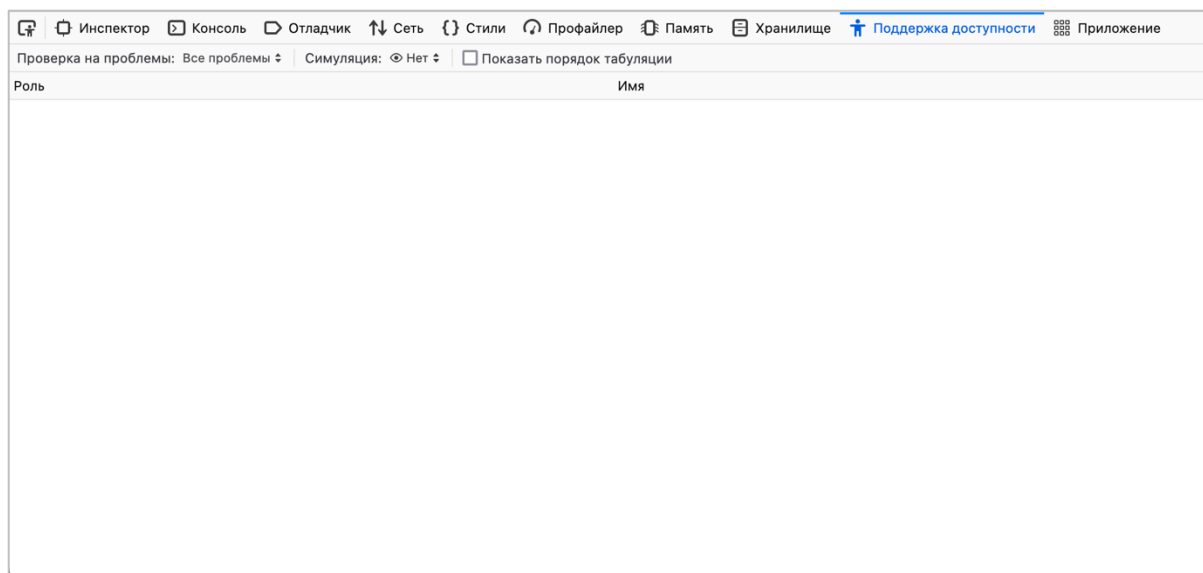 Инспектор Консоль Отладчик Сеть {} Стили Профайлер Память Хранилище Поддержка доступности Приложение
Проверка на проблемы: Все проблемы Симуляция: Нет Показать порядок табуляции
Роль Имя